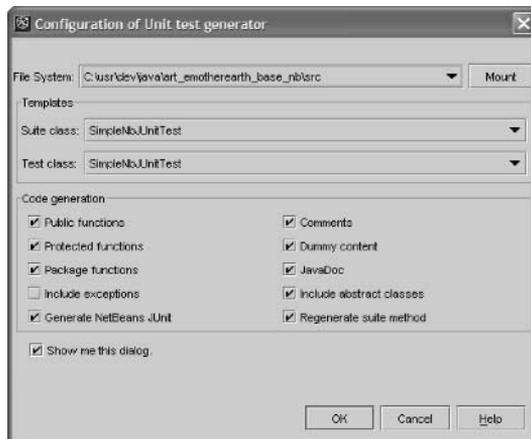 Configuration of Unit test generator
File System: C:\usr\dev\java\art_emotherearth_base_nb\src Mount
Templates
Suite class: SimpleNbJUnitTest
Test class: SimpleNbJUnitTest
Code generation
Public functions Comments
Protected functions Dummy content
Package functions JavaDoc
Include exceptions Include abstract classes
Generate NetBeans JUnit Regenerate suite method
Show me this dialog.
OK Cancel Help